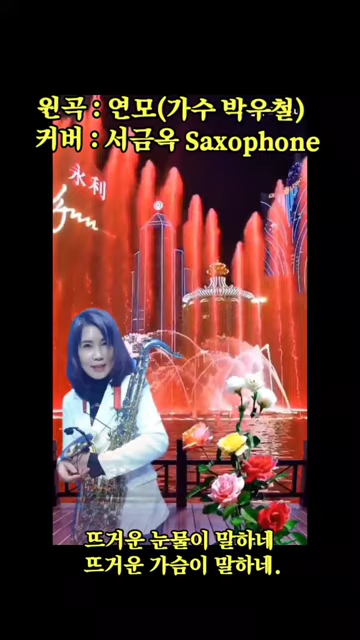 원곡 : 연모(가수 박우철)
커버 : 서금옥 Saxophone
永利
뜨거운 눈물이 말하네
뜨거운 가슴이 말하네.